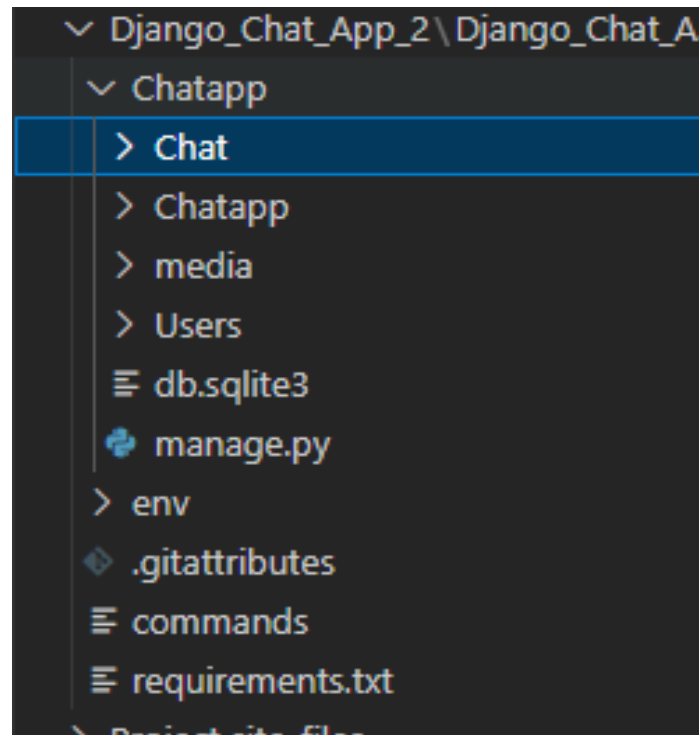 Django_Chat_App_2\Django_Chat_A
Chatapp
Chat
Chatapp
media
Users
db.sqlite3
manage.py
env
.gitattributes
commands
requirements.txt